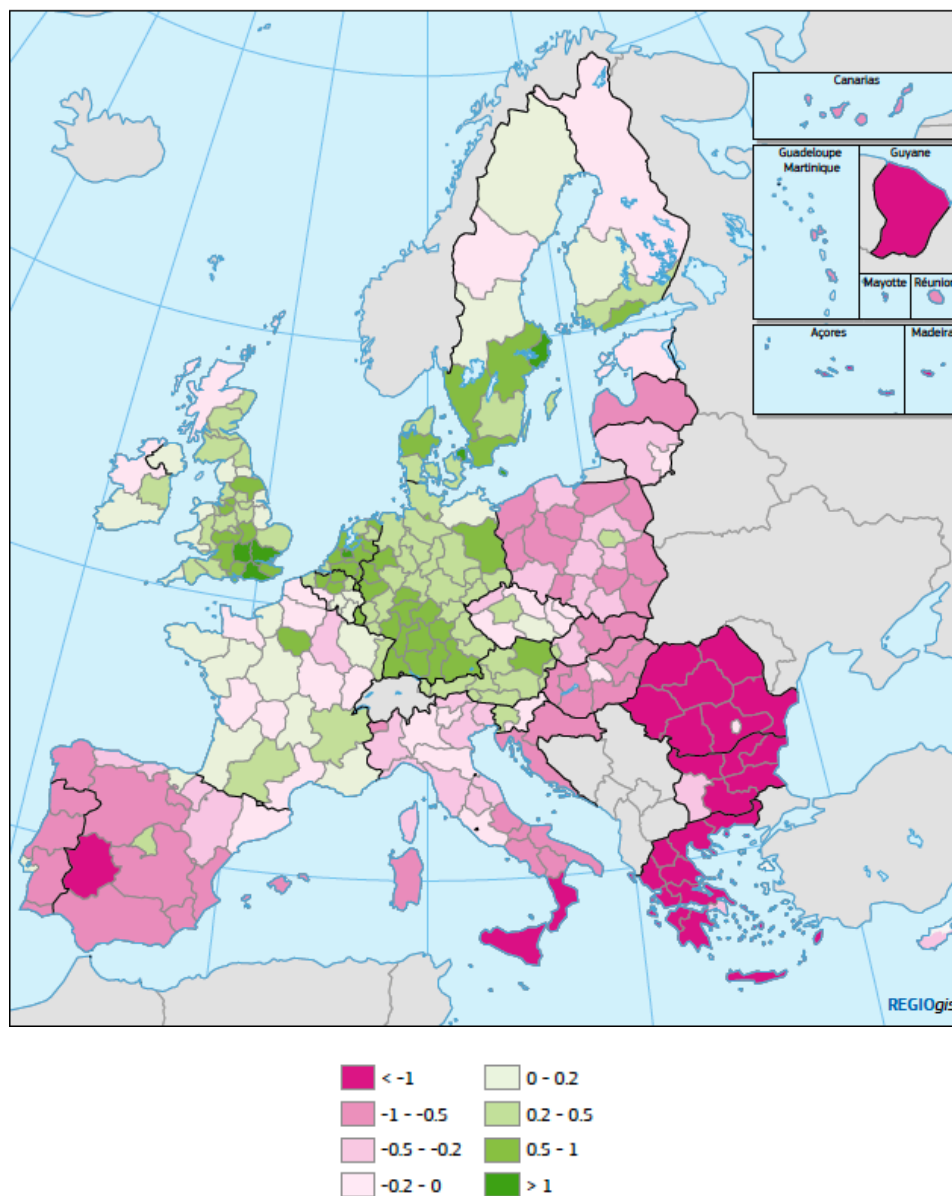 Canarias
Guadeloupe
Martinique
Guyane
Mayotte
Réunion
Açores
Madeira
REGIOgis
< -1
-1 - -0.5
-0.5 - -0.2
-0.2 - 0
0 - 0.2
0.2 - 0.5
0.5 - 1
> 1